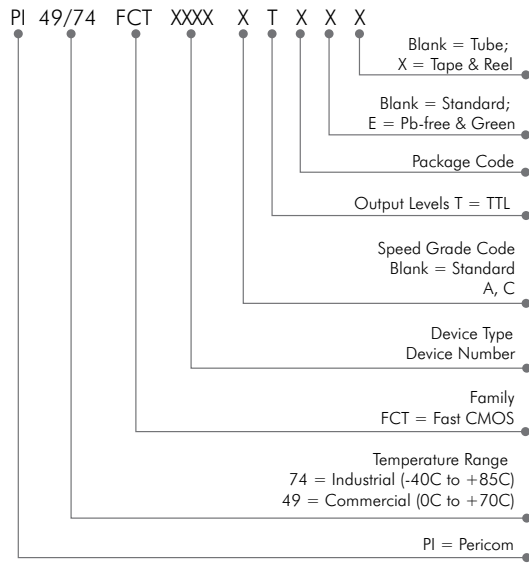 PI 49/74 FCT XXXX X T X X X
Blank = Tube;
X = Tape & Reel
Blank = Standard;
E = Pb-free & Green
Package Code
Output Levels T = TTL
Speed Grade Code
Blank = Standard
A, C
Device Type
Device Number
Family
FCT = Fast CMOS
Temperature Range
74 = Industrial (-40C to +85C)
49 = Commercial (0C to +70C)
PI = Pericom